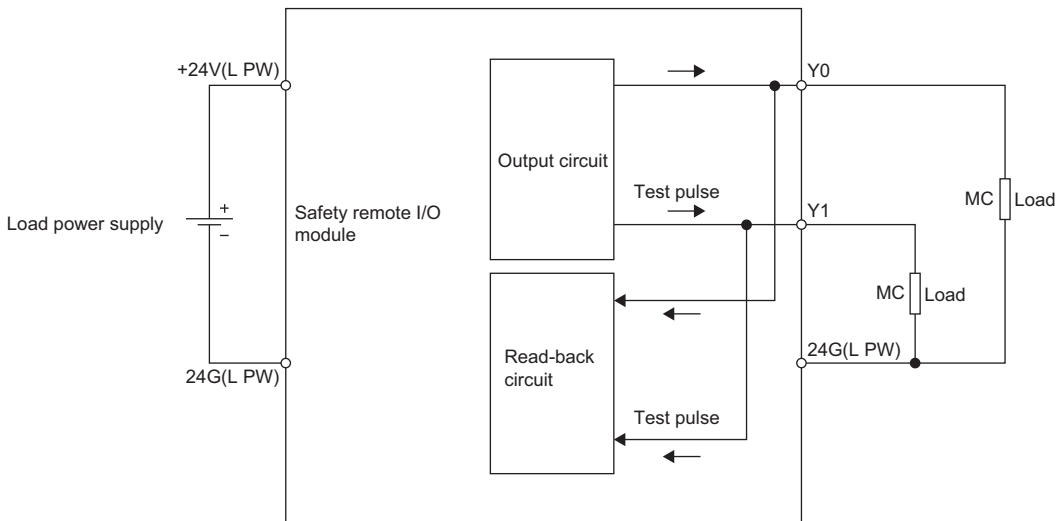 +24V(L PW)
Y0
Output circuit
Test pulse
MC
Load
Y1
Load power supply
+
−
Safety remote I/O
module
MC
Load
24G(L PW)
24G(L PW)
Read-back
circuit
Test pulse